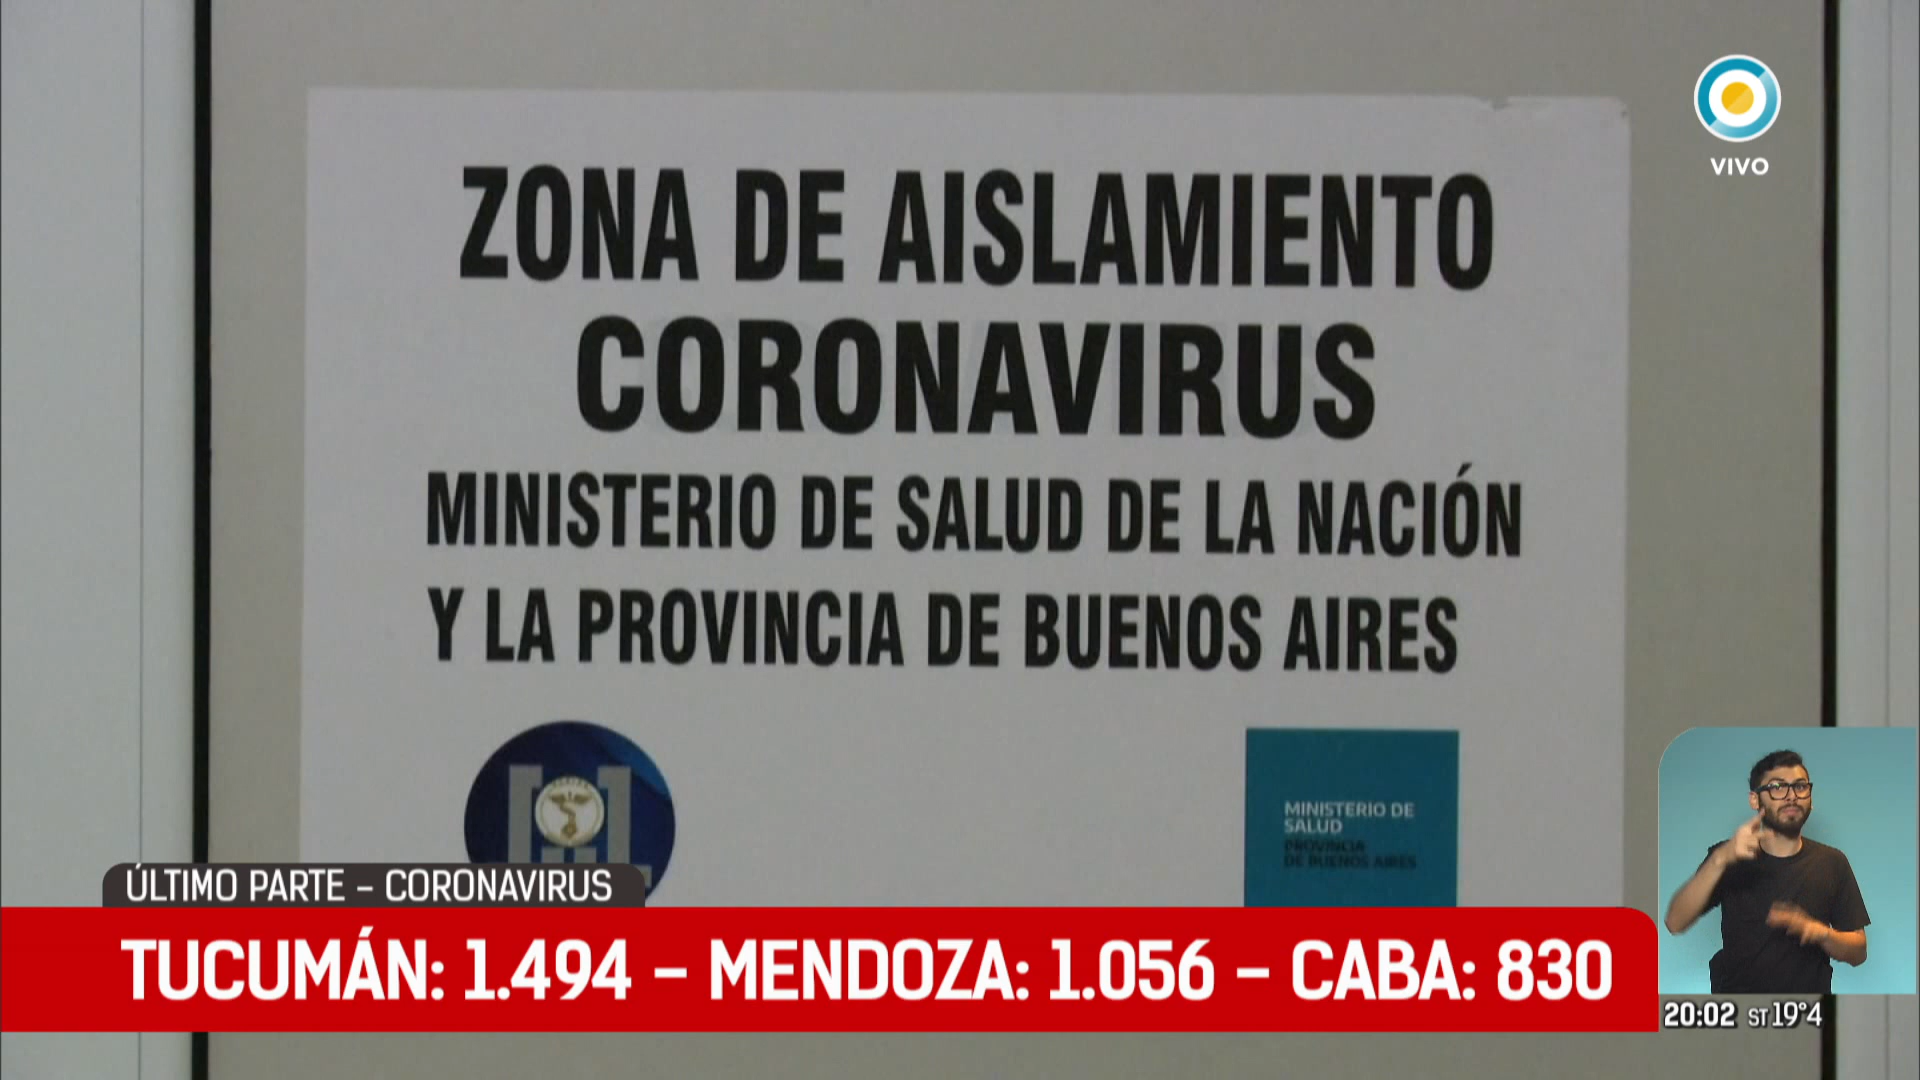 VIVO
ZONA DE AISLAMIENTO
CORONAVIRUS
MINISTERIO DE SALUD DE LA NACIÓN
Y LA PROVINCIA DE BUENOS AIRES
MINISTERIO DE
SALUD
PROVINCIA
DE BUENOS AIRES
ÚLTIMO PARTE - CORONAVIRUS
TUCUMÁN: 1.494 - MENDOZA: 1.056 - CABA: 830
20:02 ST 19°4